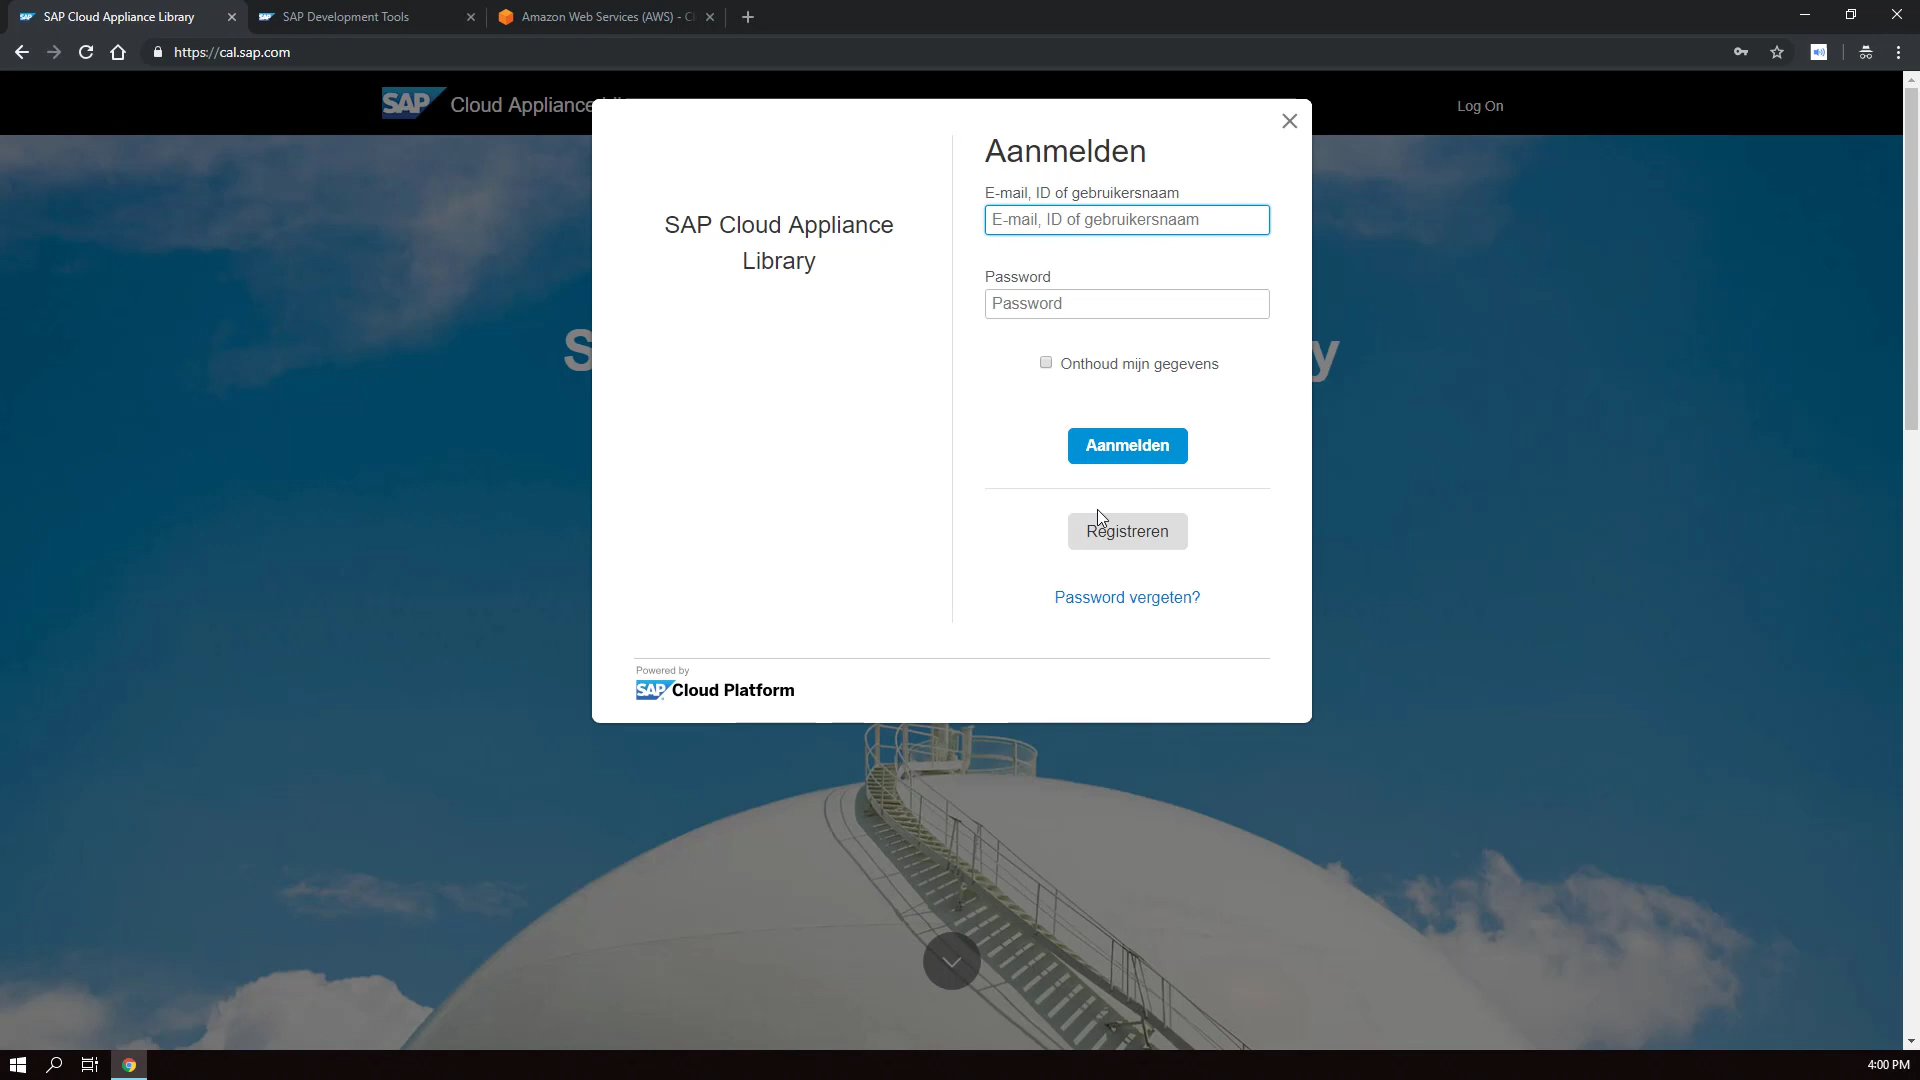 SAP Cloud Appliance Library
SAP Development Tools
Amazon Web Services (AWS) - Cl
https://cal.sap.com
SAP Cloud Appliance
Log On
Aanmelden
E-mail, ID of gebruikersnaam
E-mail, ID of gebruikersnaam
SAP Cloud Appliance
Library
Password
Password
S
y
Onthoud mijn gegevens
Aanmelden
Registreren
Password vergeten?
Powered by
SAP Cloud Platform
4:00 PM